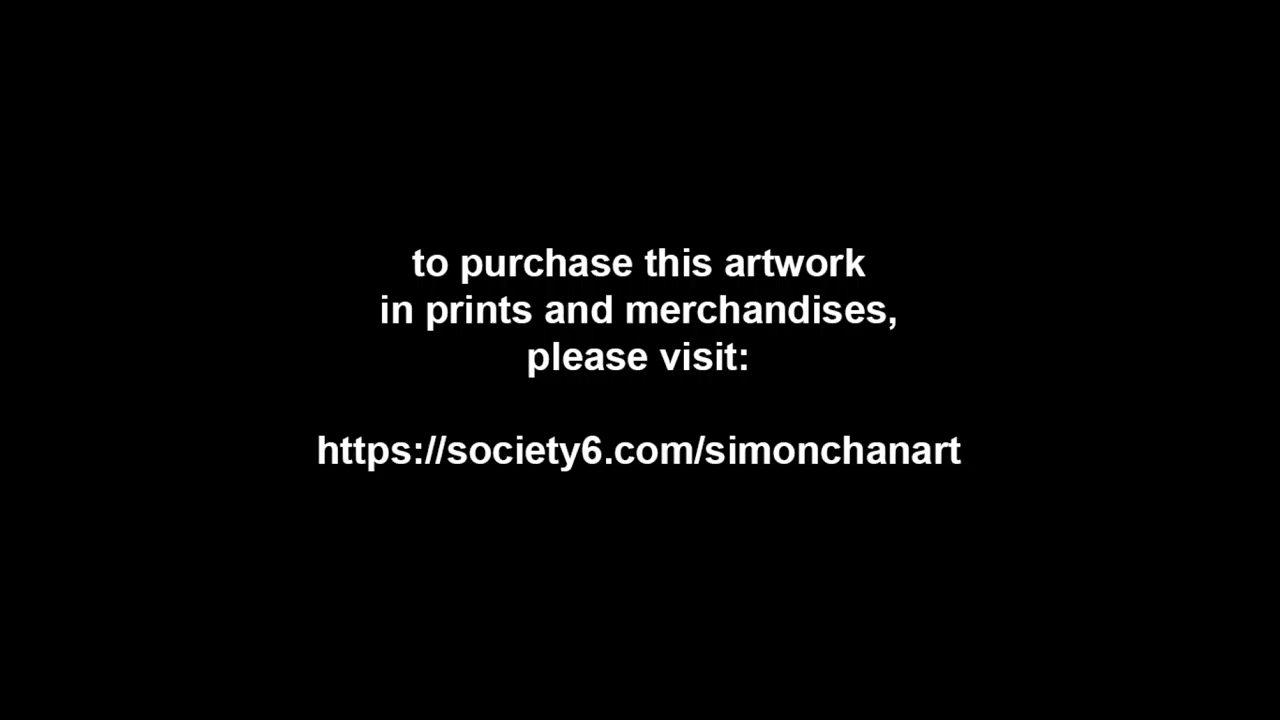 to purchase this artwork
in prints and merchandises,
please visit:
https://society6.com/simonchanart